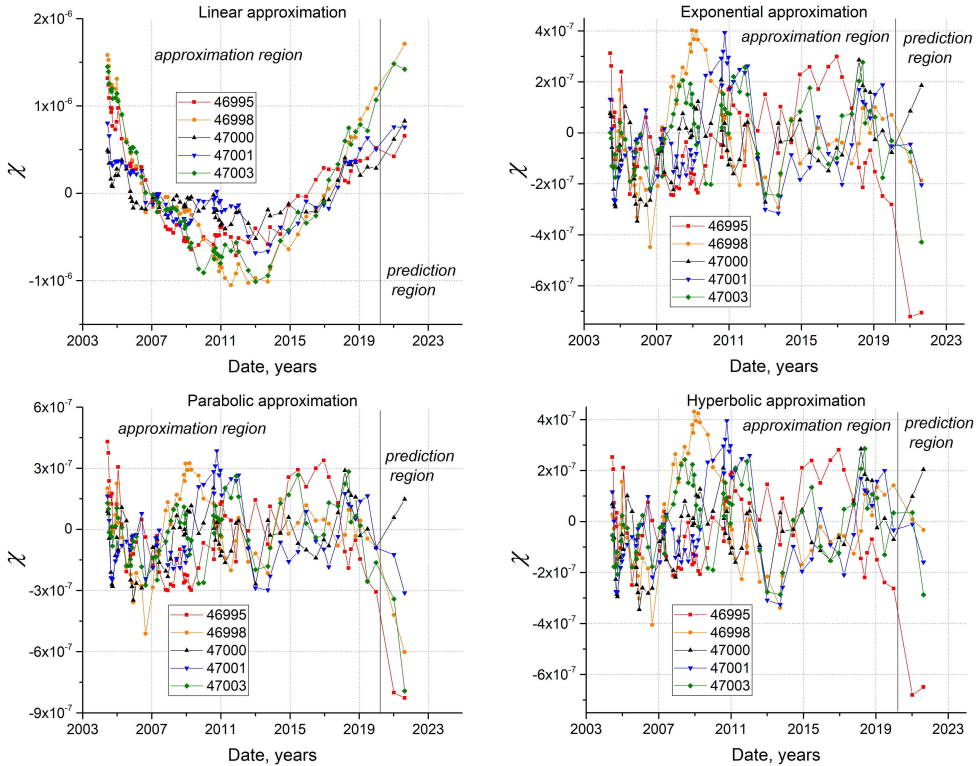 Linear approximation
2x10⁻⁶
1x10⁻⁶
0
-1x10⁻⁶
χ
approximation region
46995
46998
47000
47001
47003
prediction
region
2003 2007 2011 2015 2019 2023
Date, years
Exponential approximation
4x10⁻⁷
2x10⁻⁷
0
-2x10⁻⁷
-4x10⁻⁷
-6x10⁻⁷
χ
approximation region
prediction
region
46995
46998
47000
47001
47003
2003 2007 2011 2015 2019 2023
Date, years
Parabolic approximation
6x10⁻⁷
3x10⁻⁷
0
-3x10⁻⁷
-6x10⁻⁷
-9x10⁻⁷
χ
approximation region
prediction
region
46995
46998
47000
47001
47003
2003 2007 2011 2015 2019 2023
Date, years
Hyperbolic approximation
4x10⁻⁷
2x10⁻⁷
0
-2x10⁻⁷
-4x10⁻⁷
-6x10⁻⁷
χ
approximation region
prediction
region
46995
46998
47000
47001
47003
2003 2007 2011 2015 2019 2023
Date, years